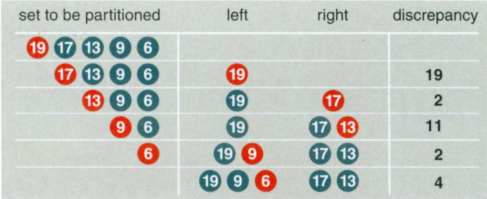 set to be partitioned left right discrepancy
19 17 13 9 6
17 13 9 6 19 19
13 9 6 19 17 2
9 6 19 17 13 11
6 19 9 17 13 2
19 9 6 17 13 4